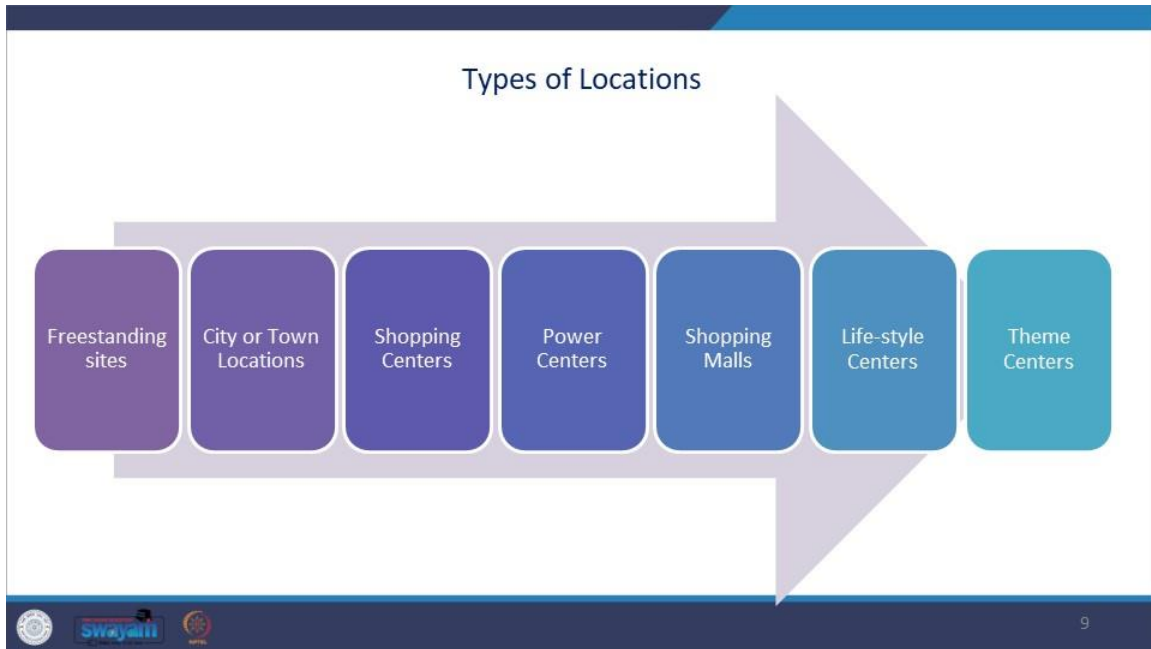 Types of Locations
Freestanding
sites
City or Town
Locations
Shopping
Centers
Power
Centers
Shopping
Malls
Life-style
Centers
Theme
Centers
swayam
9